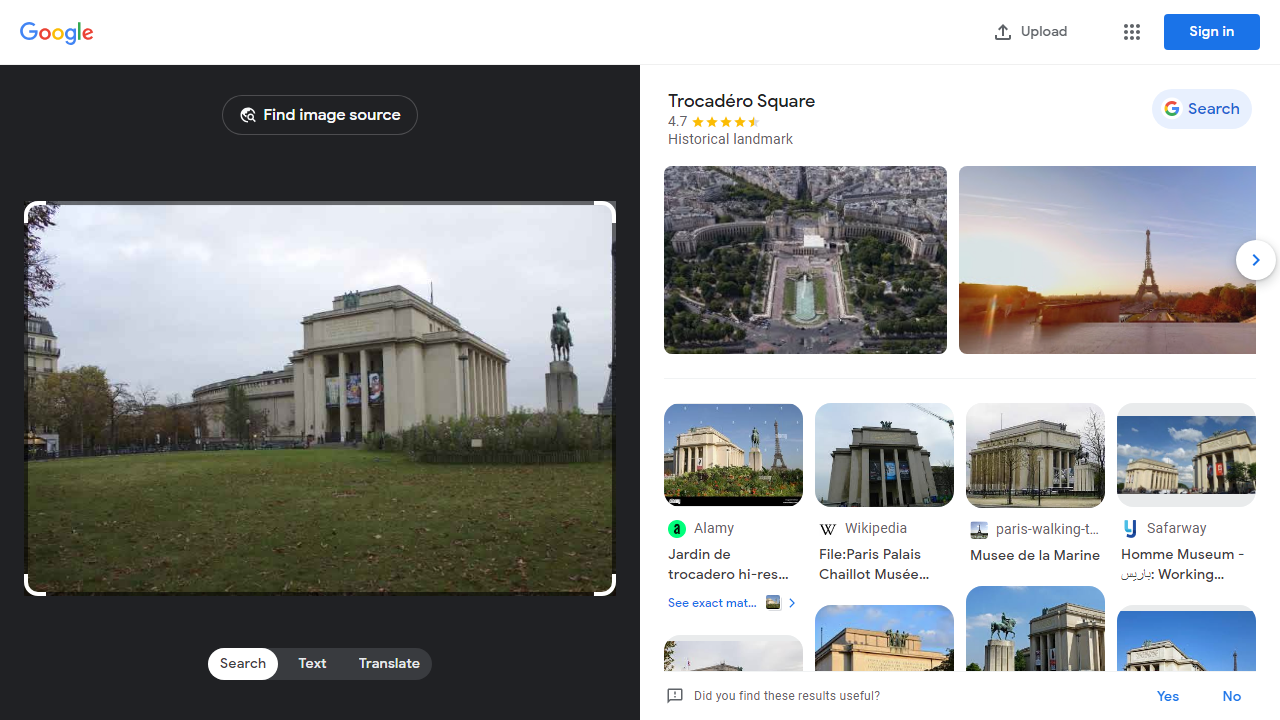 Google
Upload
Sign in
Find image source
Trocadéro Square
Search
4.7
Historical landmark
Alamy
Jardin de
trocadero hi-res...
See exact mat...
Wikipedia
File:Paris Palais
Chaillot Musée...
paris-walking-t...
Musee de la Marine
Safarway
Homme Museum -
باريس: Working...
Search
Text
Translate
Did you find these results useful?
Yes
No